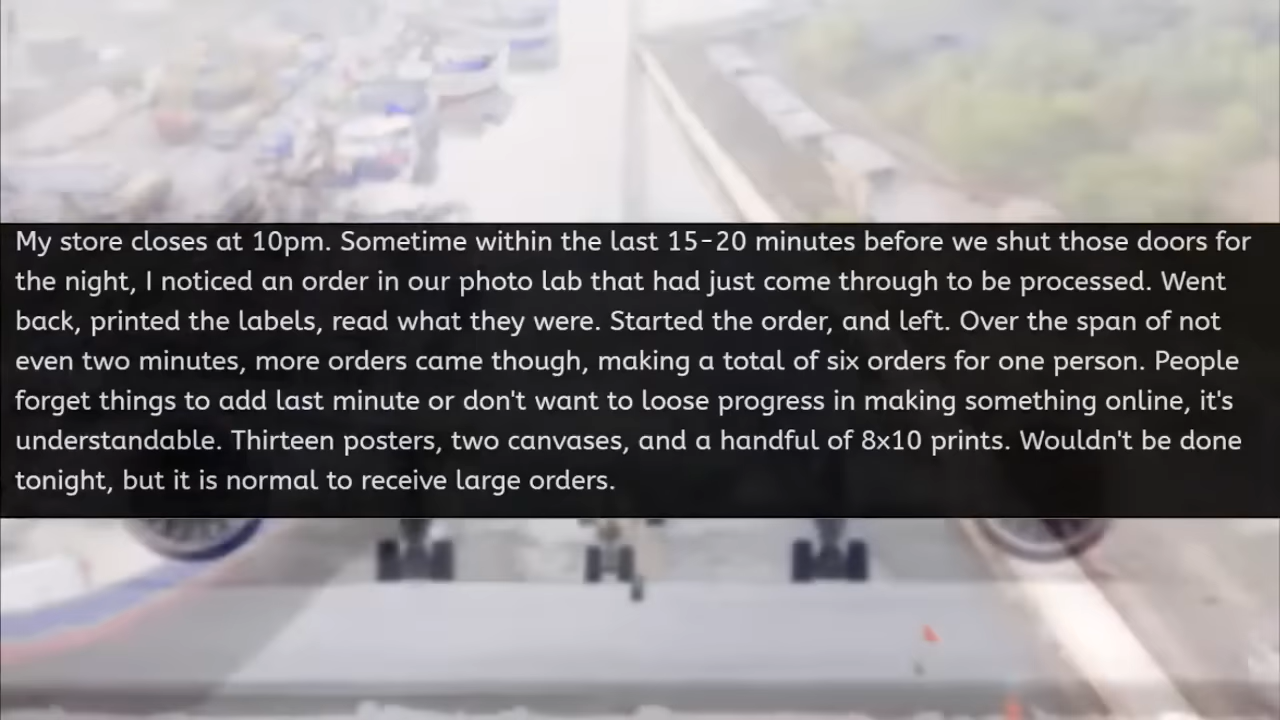 My store closes at 10pm. Sometime within the last 15-20 minutes before we shut those doors for
the night, I noticed an order in our photo lab that had just come through to be processed. Went
back, printed the labels, read what they were. Started the order, and left. Over the span of not
even two minutes, more orders came though, making a total of six orders for one person. People
forget things to add last minute or don't want to loose progress in making something online, it's
understandable. Thirteen posters, two canvases, and a handful of 8x10 prints. Wouldn't be done
tonight, but it is normal to receive large orders.